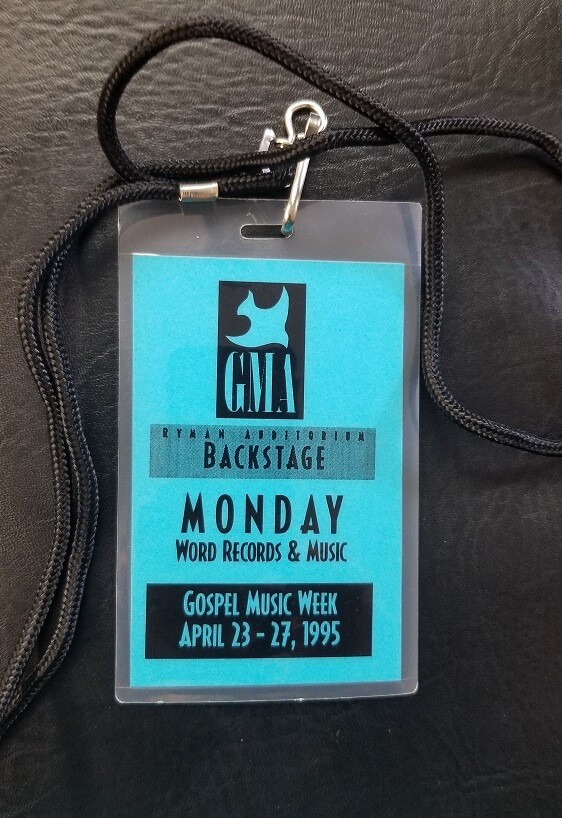 GMA
RYMAN AUDITORIUM
BACKSTAGE
MONDAY
WORD RECORDS & MUSIC
GOSPEL MUSIC WEEK
APRIL 23 - 27, 1995